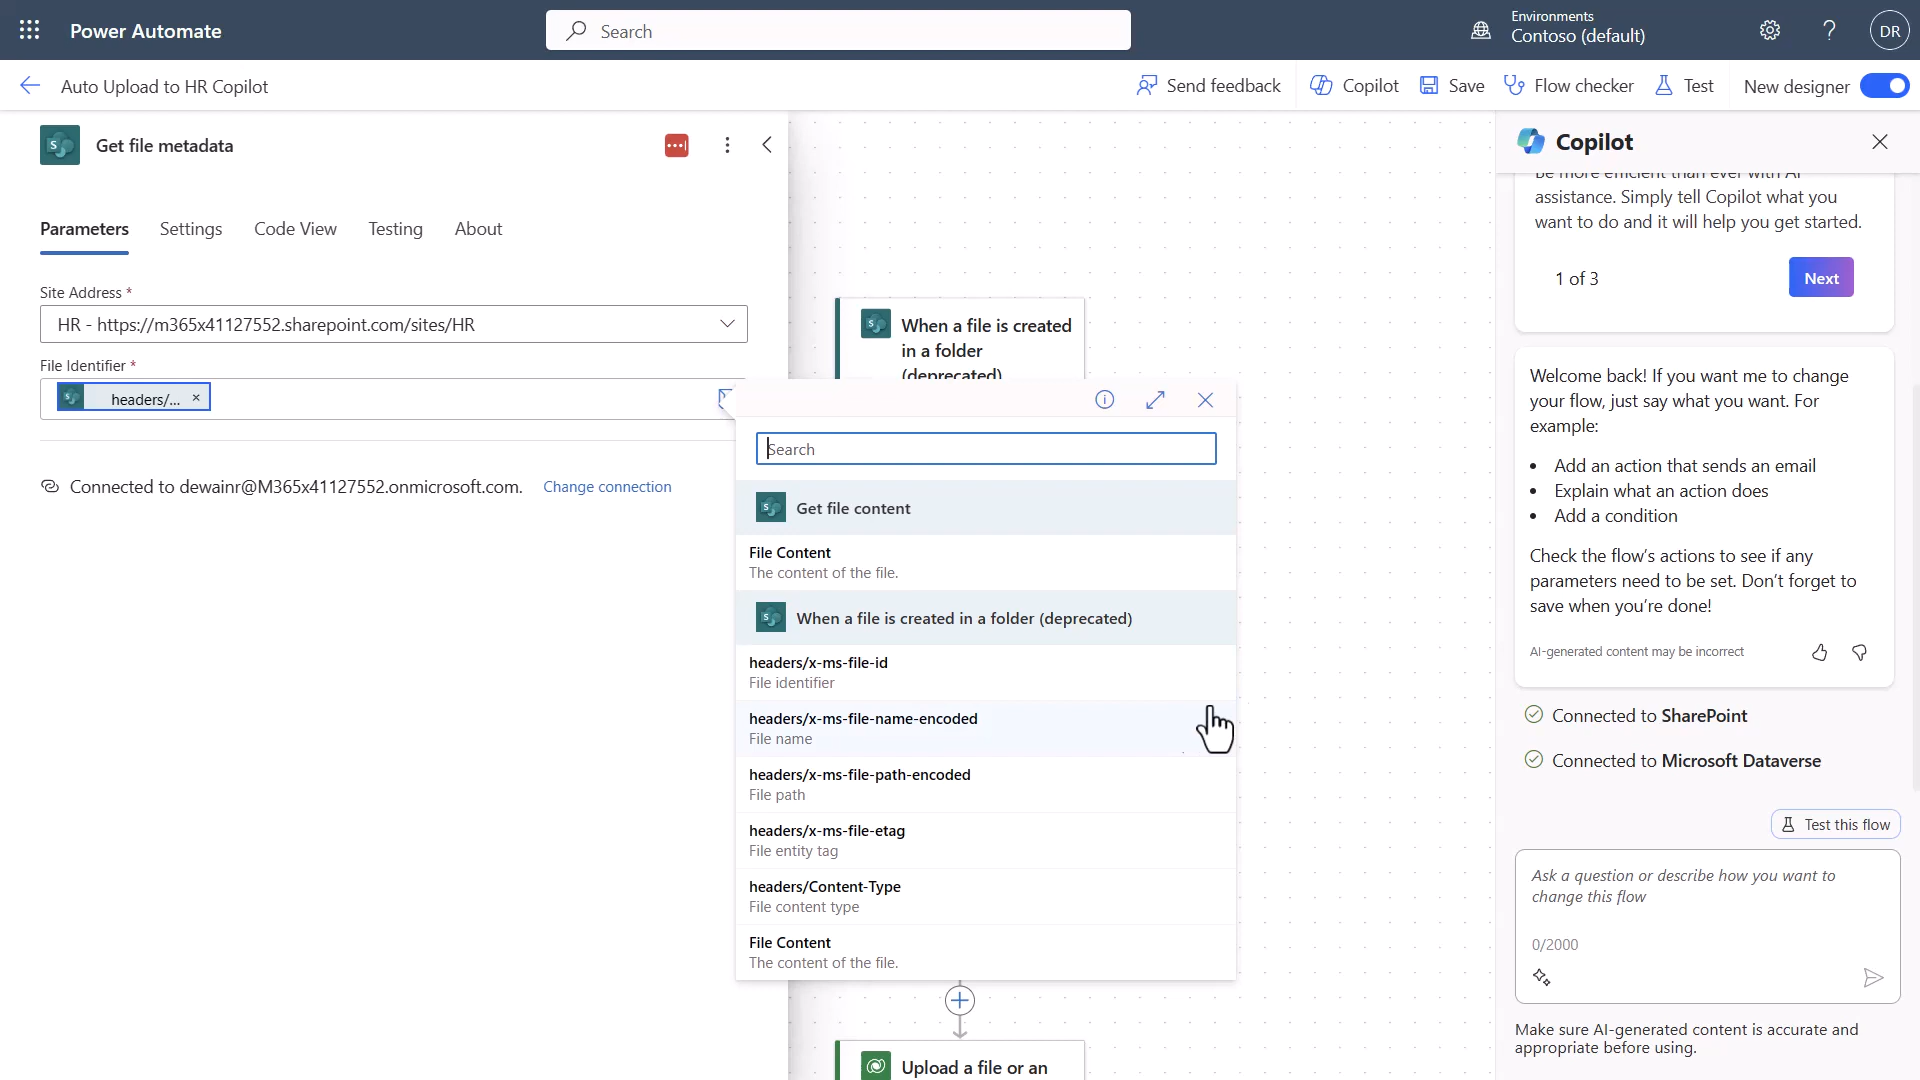 Power Automate
Search
Environments
Contoso (default)
?
DR
Auto Upload to HR Copilot
Send feedback
Copilot
Save
Flow checker
Test
New designer
Get file metadata
Parameters
Settings
Code View
Testing
About
Site Address *
HR - https://m365x41127552.sharepoint.com/sites/HR
File Identifier *
headers/... ×
Connected to dewainr@M365x41127552.onmicrosoft.com.
Change connection
When a file is created
in a folder
(deprecated)
Search
Get file content
File Content
The content of the file.
When a file is created in a folder (deprecated)
headers/x-ms-file-id
File identifier
headers/x-ms-file-name-encoded
File name
headers/x-ms-file-path-encoded
File path
headers/x-ms-file-etag
File entity tag
headers/Content-Type
File content type
File Content
The content of the file.
Upload a file or an
Copilot
Be more efficient than ever with AI
assistance. Simply tell Copilot what you
want to do and it will help you get started.
1 of 3
Next
Welcome back! If you want me to change
your flow, just say what you want. For
example:
• Add an action that sends an email
• Explain what an action does
• Add a condition
Check the flow's actions to see if any
parameters need to be set. Don't forget to
save when you're done!
AI-generated content may be incorrect
Connected to SharePoint
Connected to Microsoft Dataverse
Test this flow
Ask a question or describe how you want to
change this flow
0/2000
Make sure AI-generated content is accurate and
appropriate before using.